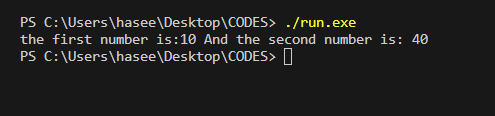 PS C:\Users\hasee\Desktop\CODES> ./run.exe
the first number is:10 And the second number is: 40
PS C:\Users\hasee\Desktop\CODES>